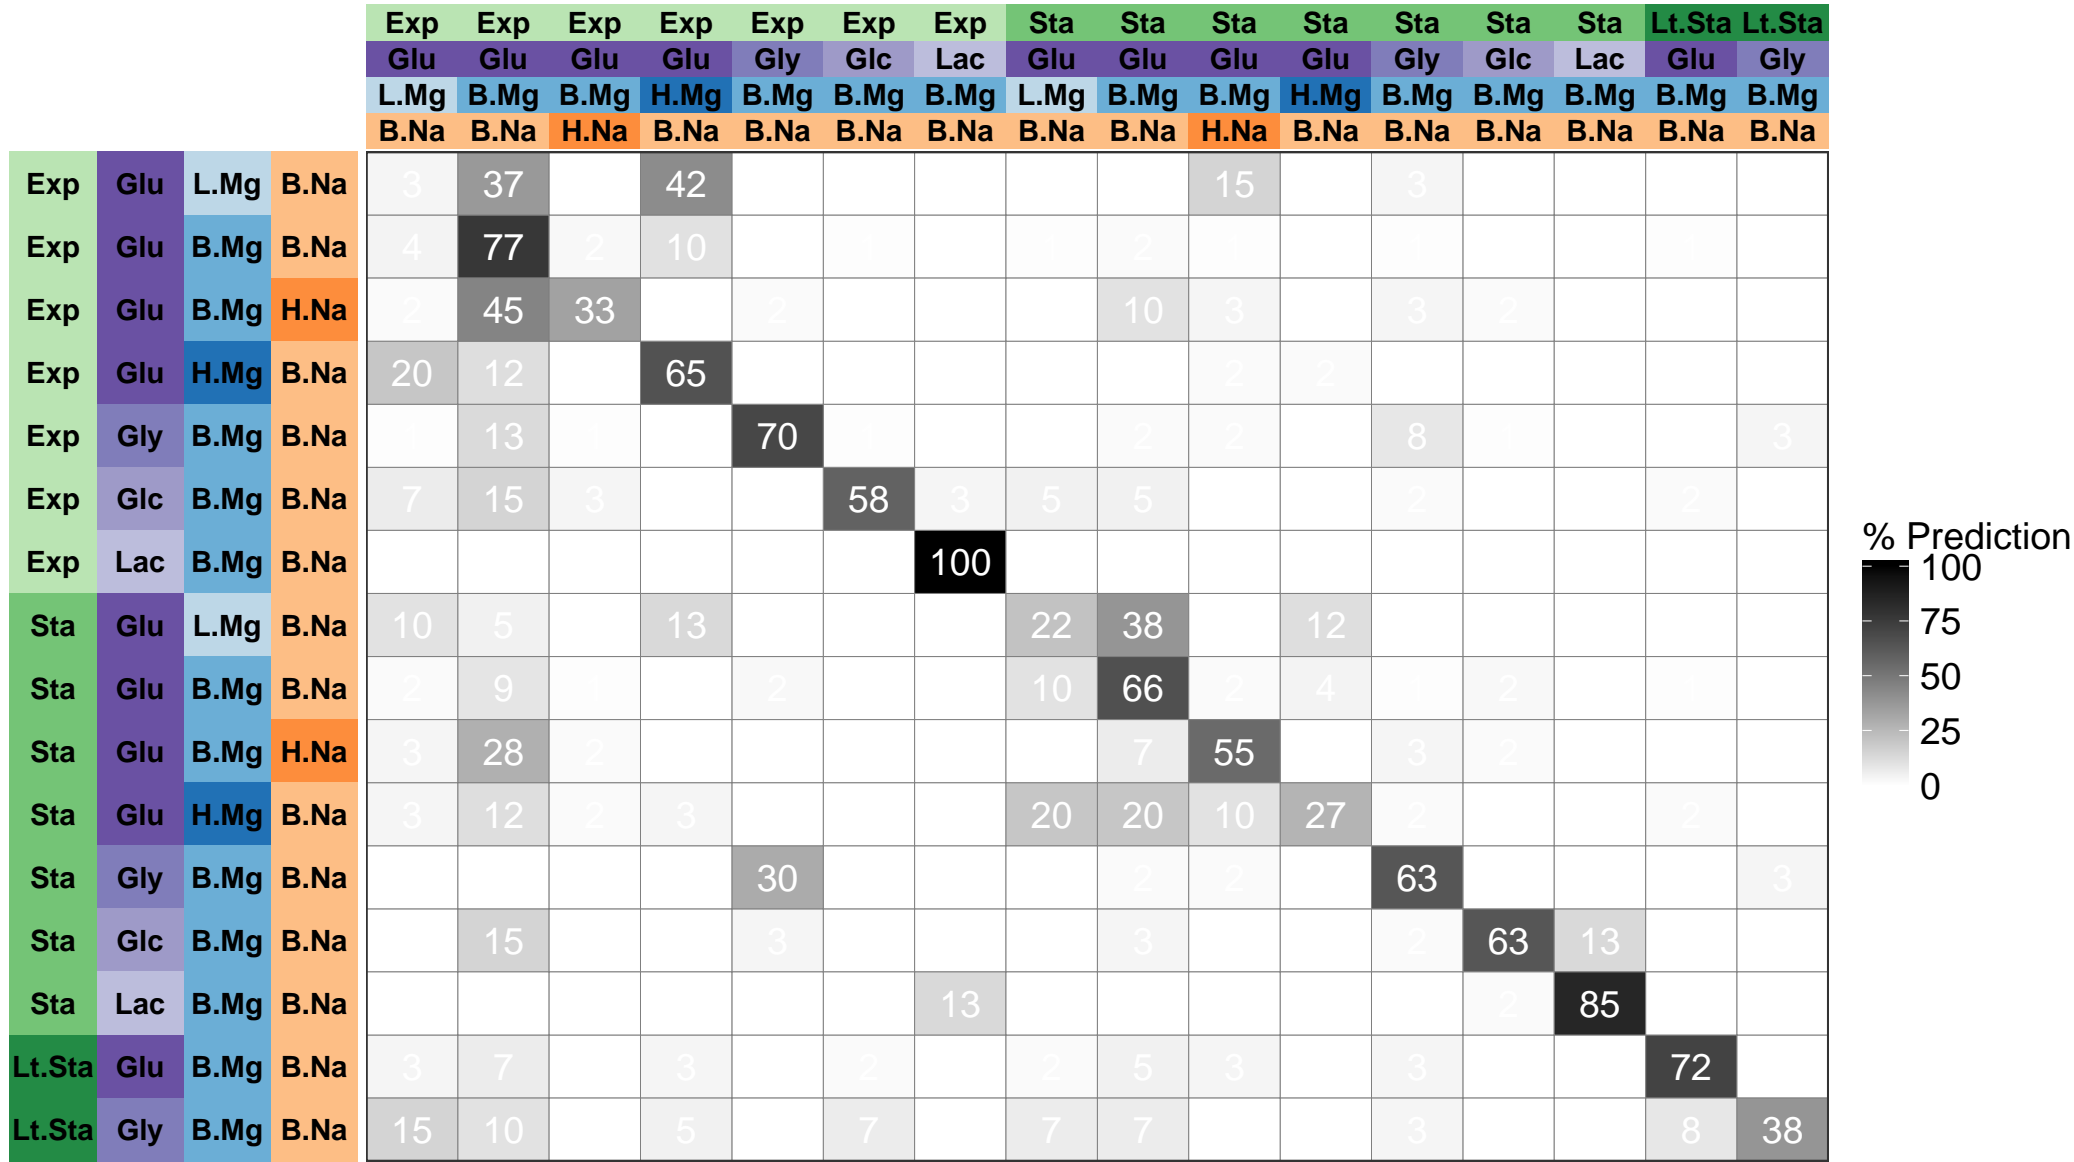 Exp Exp Exp Exp Exp Exp Exp Sta Sta Sta Sta Sta Sta Sta Lt.Sta Lt.Sta
Glu Glu Glu Glu Gly Glc Lac Glu Glu Glu Glu Gly Glc Lac Glu Gly
L.Mg B.Mg B.Mg H.Mg B.Mg B.Mg B.Mg L.Mg B.Mg B.Mg H.Mg B.Mg B.Mg B.Mg B.Mg B.Mg
B.Na B.Na H.Na B.Na B.Na B.Na B.Na B.Na B.Na H.Na B.Na B.Na B.Na B.Na B.Na B.Na
Exp Glu L.Mg B.Na 3 37 42 15 3
Exp Glu B.Mg B.Na 4 77 2 10 1 1 2 1 1 1
Exp Glu B.Mg H.Na 2 45 33 2 10 3 3 2
Exp Glu H.Mg B.Na 20 12 65 2 2
Exp Gly B.Mg B.Na 1 13 1 70 1 2 2 8 1 3
Exp Glc B.Mg B.Na 7 15 3 58 3 5 5 2 2
Exp Lac B.Mg B.Na 100
Sta Glu L.Mg B.Na 10 5 13 22 38 12
Sta Glu B.Mg B.Na 2 9 1 2 10 66 2 4 1 2 1
Sta Glu B.Mg H.Na 3 28 2 7 55 3 2
Sta Glu H.Mg B.Na 3 12 2 3 20 20 10 27 2 2
Sta Gly B.Mg B.Na 30 2 2 63 3
Sta Glc B.Mg B.Na 15 3 3 2 63 13
Sta Lac B.Mg B.Na 13 2 85
Lt.Sta Glu B.Mg B.Na 3 7 3 2 2 5 3 3 72
Lt.Sta Gly B.Mg B.Na 15 10 5 7 7 7 3 8 38
% Prediction
100
75
50
25
0